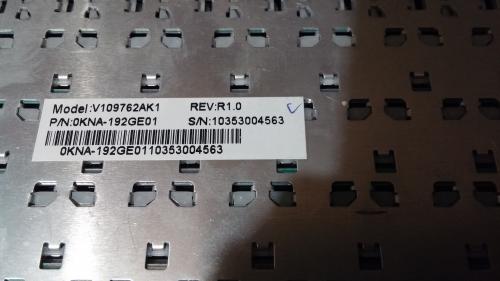 Model:V109762AK1 REV:R1.0
P/N:0KNA-192GE01 S/N:10353004563
0KNA-192GE0110353004563